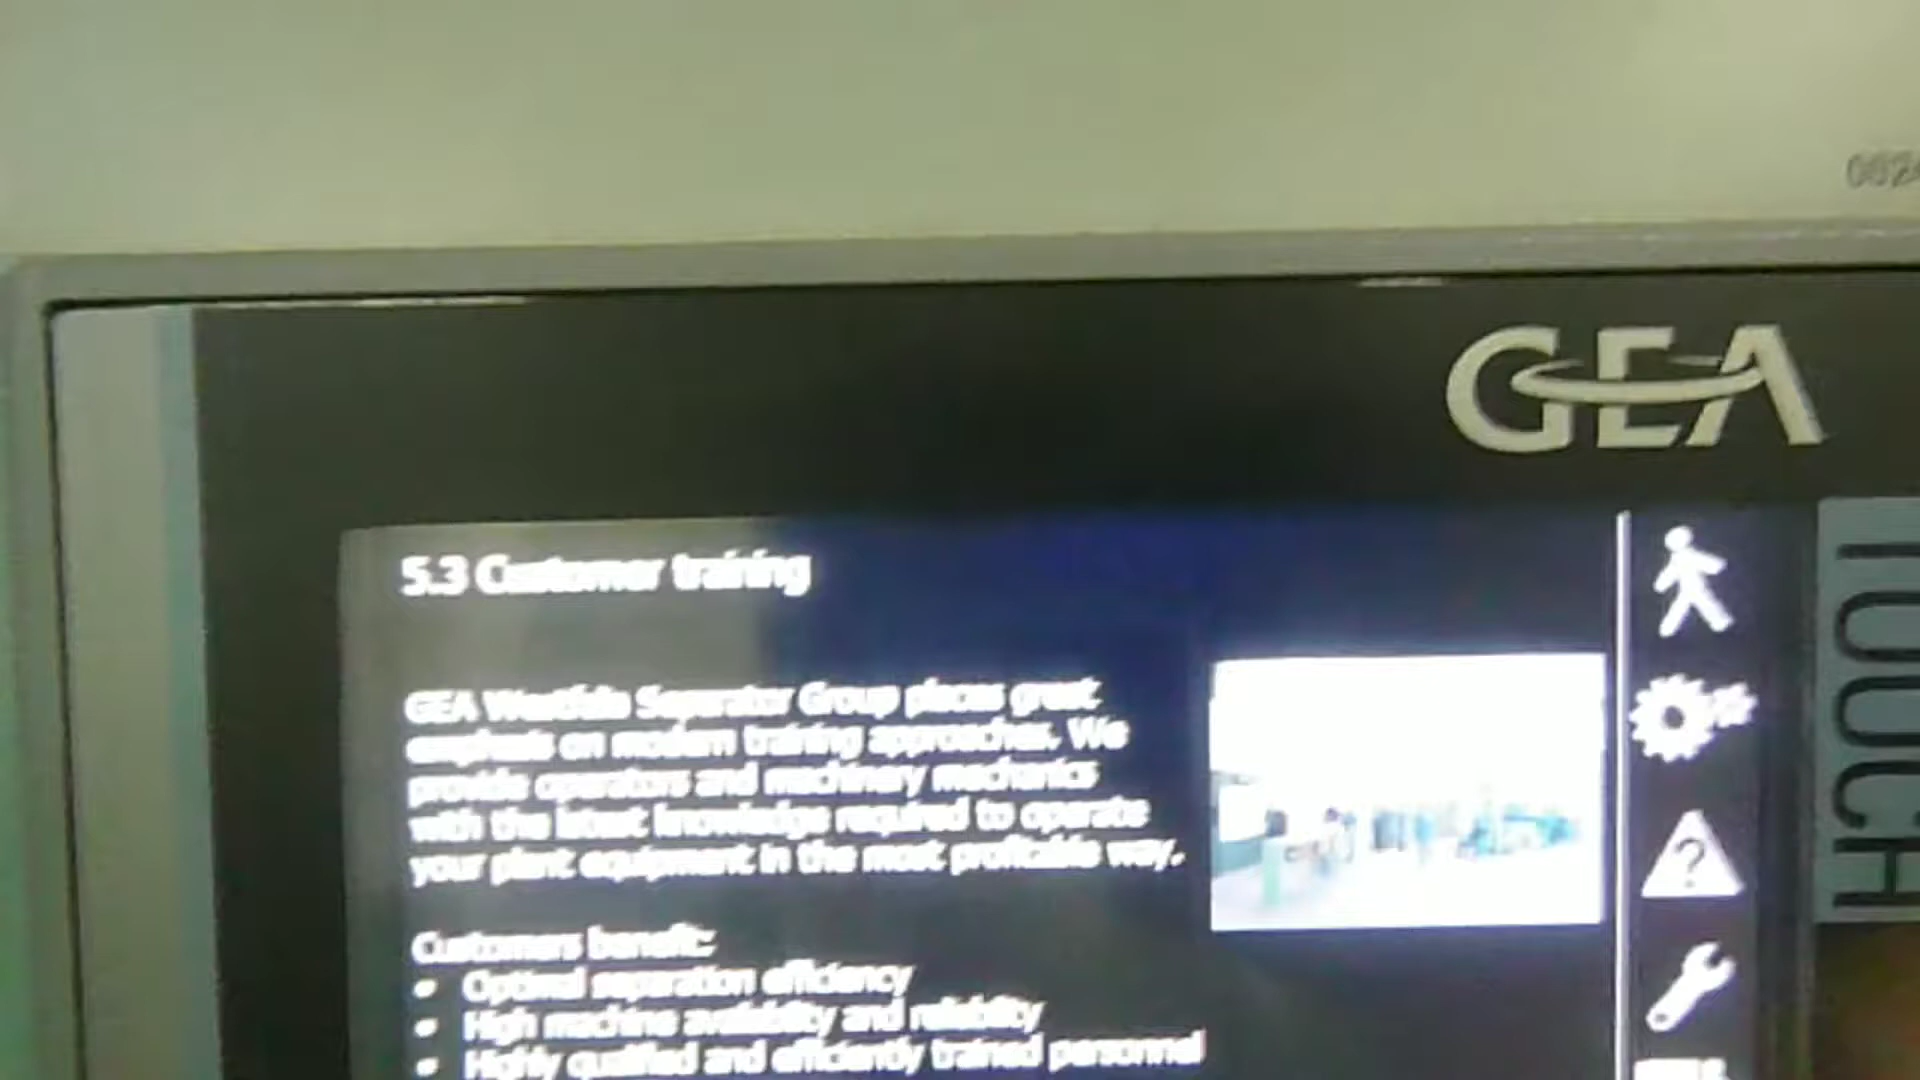 GEA
TOUCH
5.3 Customer training
GEA Westfalia Separator Group places great
emphasis on modern training approaches. We
provide operators and machinery mechanics
with the latest knowledge required to operate
your plant equipment in the most profitable way.
Customers benefit:
• Optimal separation efficiency
• High machine availability and reliability
• Highly qualified and efficiently trained personnel
?